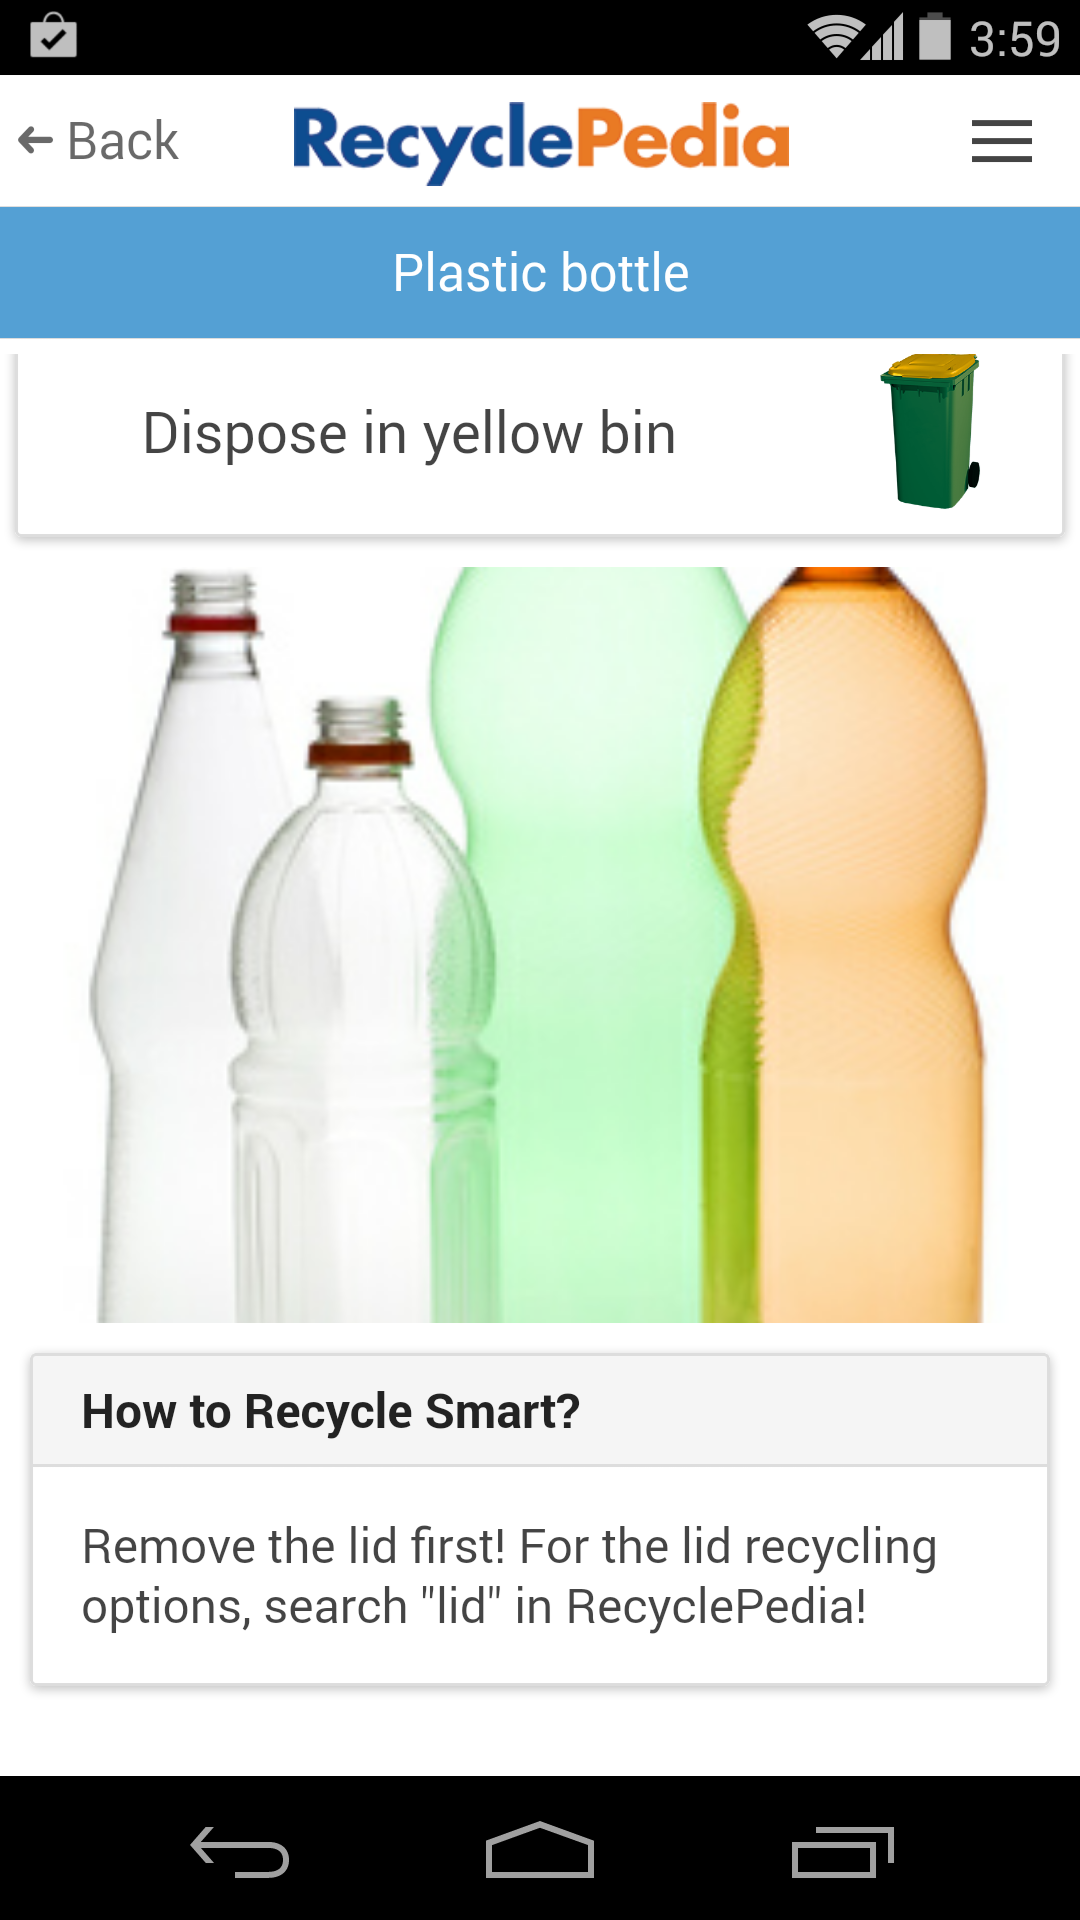 3:59
Back
RecyclePedia
Plastic bottle
Dispose in yellow bin
How to Recycle Smart?
Remove the lid first! For the lid recycling
options, search "lid" in RecyclePedia!